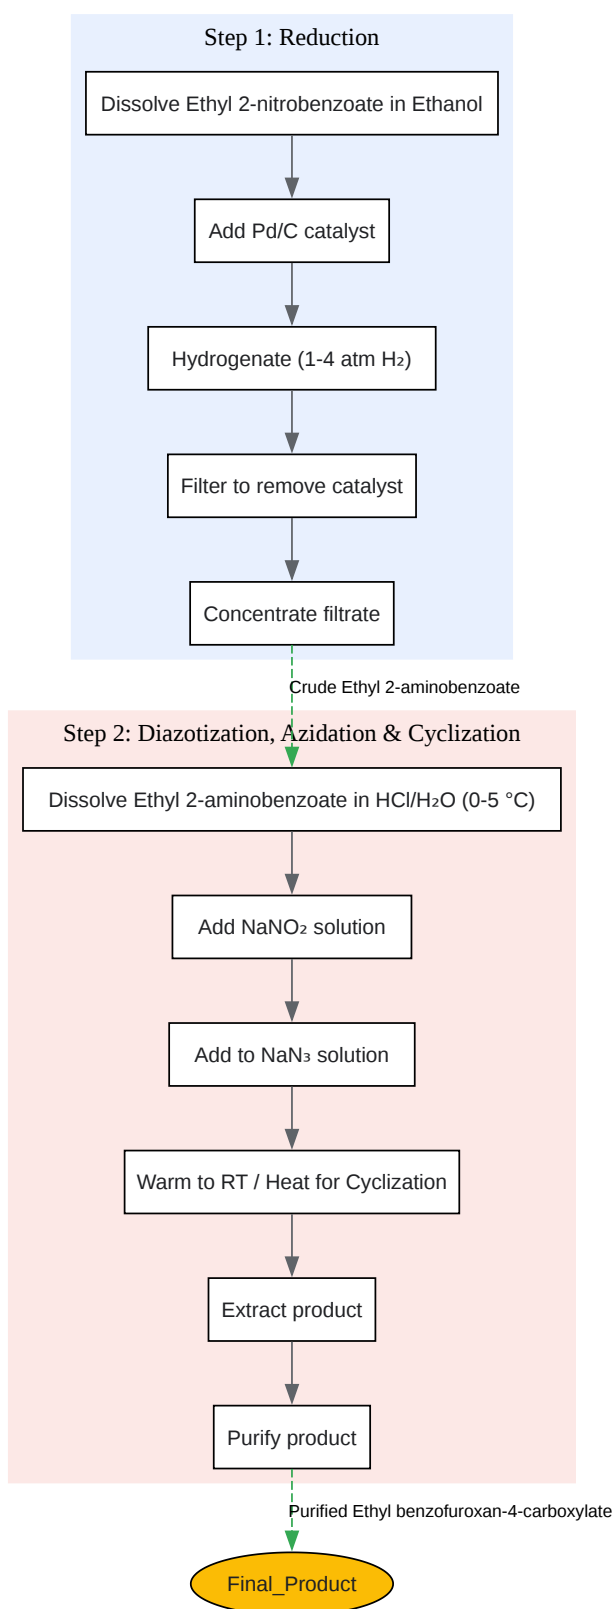 Step 1: Reduction
Dissolve Ethyl 2-nitrobenzoate in Ethanol
Add Pd/C catalyst
Hydrogenate (1-4 atm H₂)
Filter to remove catalyst
Concentrate filtrate
Crude Ethyl 2-aminobenzoate
Step 2: Diazotization, Azidation & Cyclization
Dissolve Ethyl 2-aminobenzoate in HCl/H₂O (0-5 °C)
Add NaNO₂ solution
Add to NaN₃ solution
Warm to RT / Heat for Cyclization
Extract product
Purify product
Purified Ethyl benzofuroxan-4-carboxylate
Final_Product